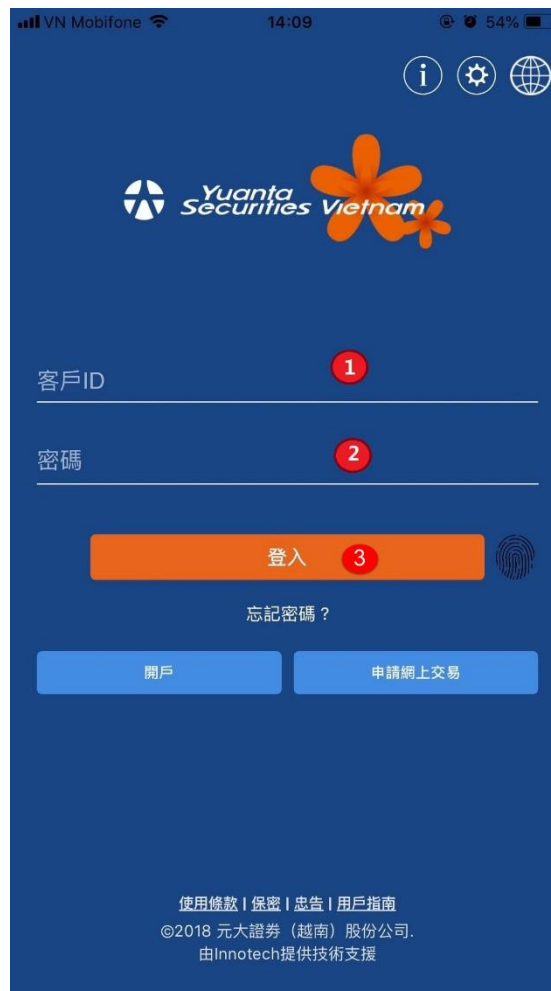 VN Mobifone 14:09 54%
i
Yuanta
Securities Vietnam
客戶ID 1
密碼 2
登入 3
忘記密碼？
開戶 申請網上交易
使用條款 | 保密 | 忠告 | 用戶指南
©2018 元大證券（越南）股份公司.
由Innotech提供技術支援